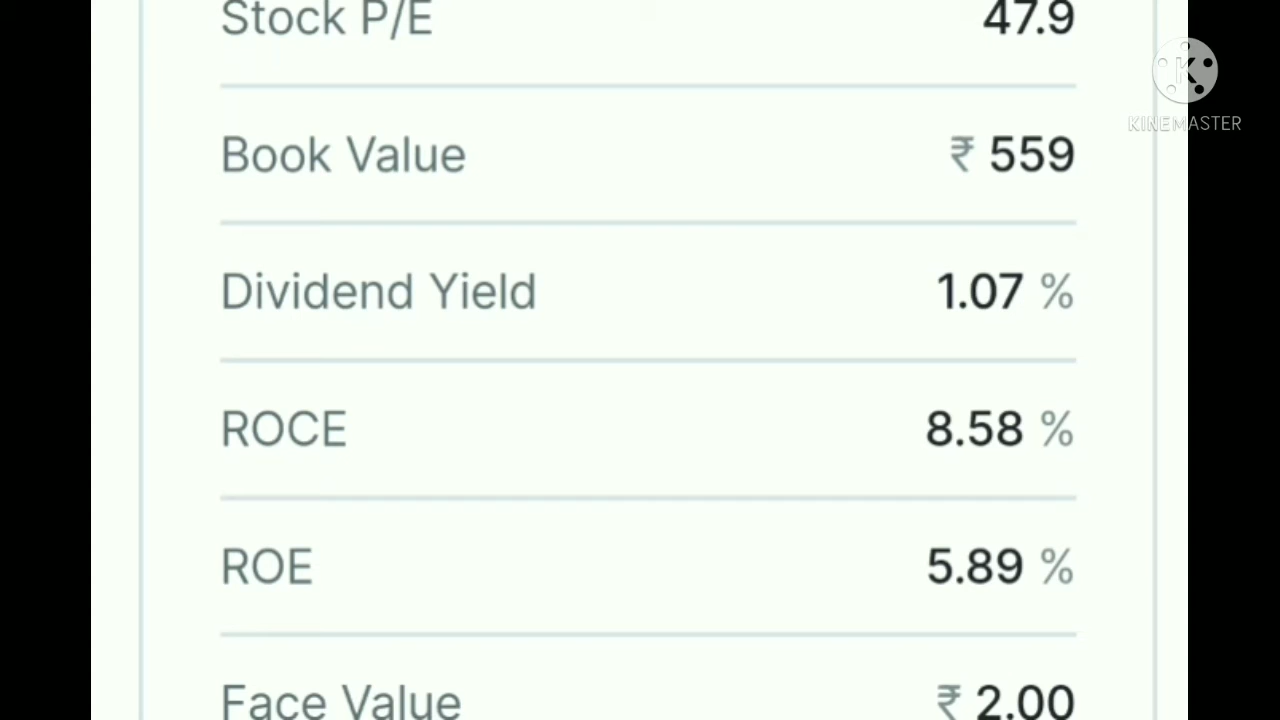 Stock P/E 47.9
KINEMASTER
Book Value ₹ 559
Dividend Yield 1.07 %
ROCE 8.58 %
ROE 5.89 %
Face Value ₹ 2.00